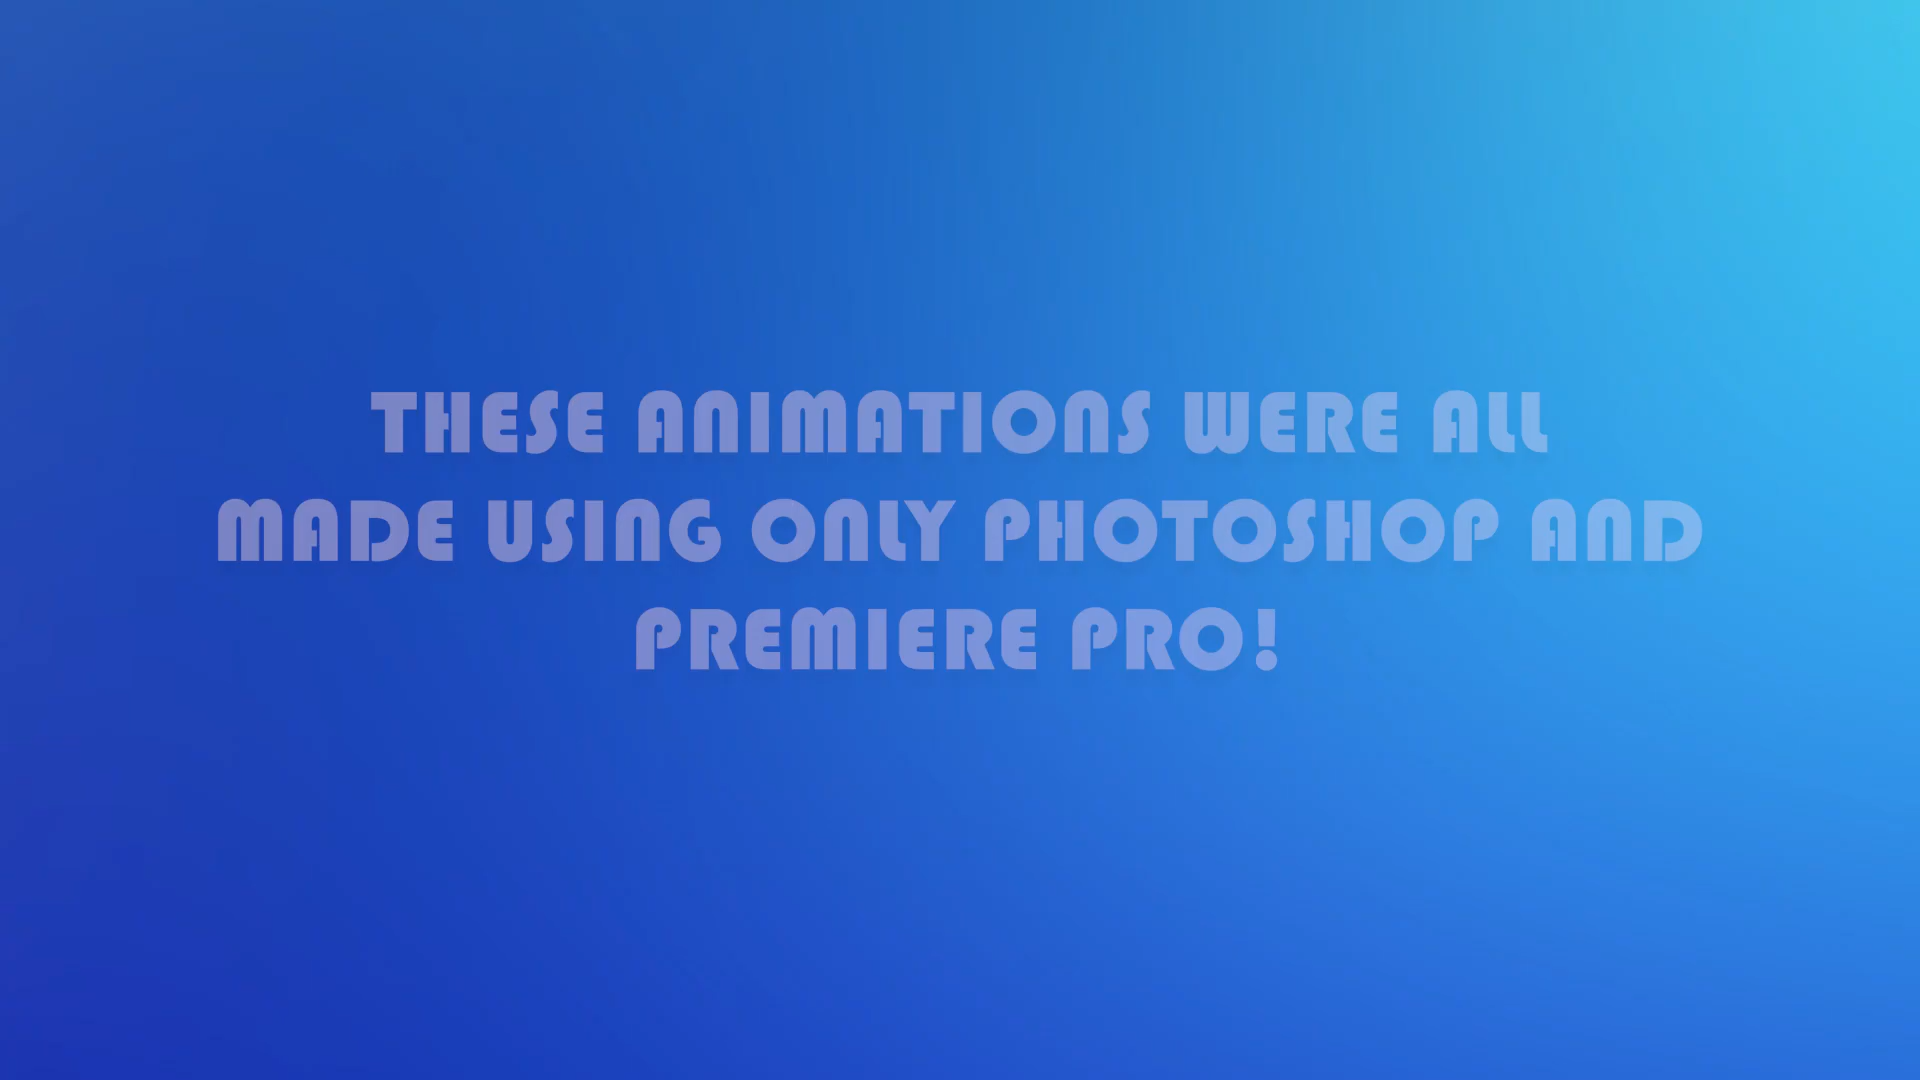 THESE ANIMATIONS WERE ALL
MADE USING ONLY PHOTOSHOP AND
PREMIERE PRO!